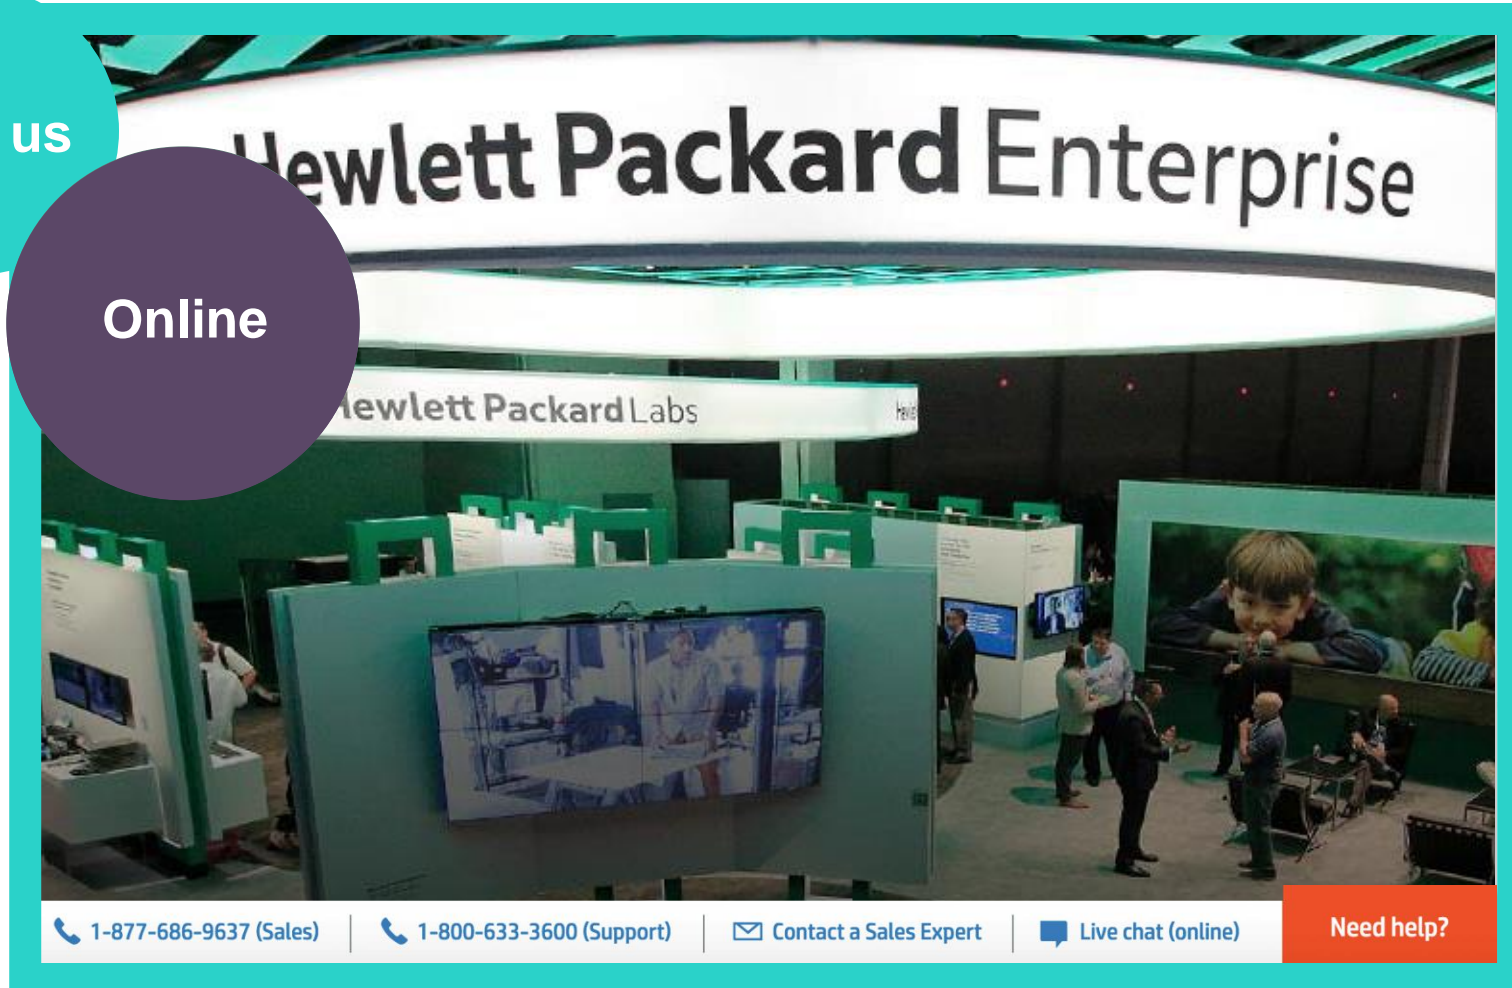 us
Hewlett Packard Enterprise
Online
Hewlett Packard Labs
1-877-686-9637 (Sales)
1-800-633-3600 (Support)
Contact a Sales Expert
Live chat (online)
Need help?